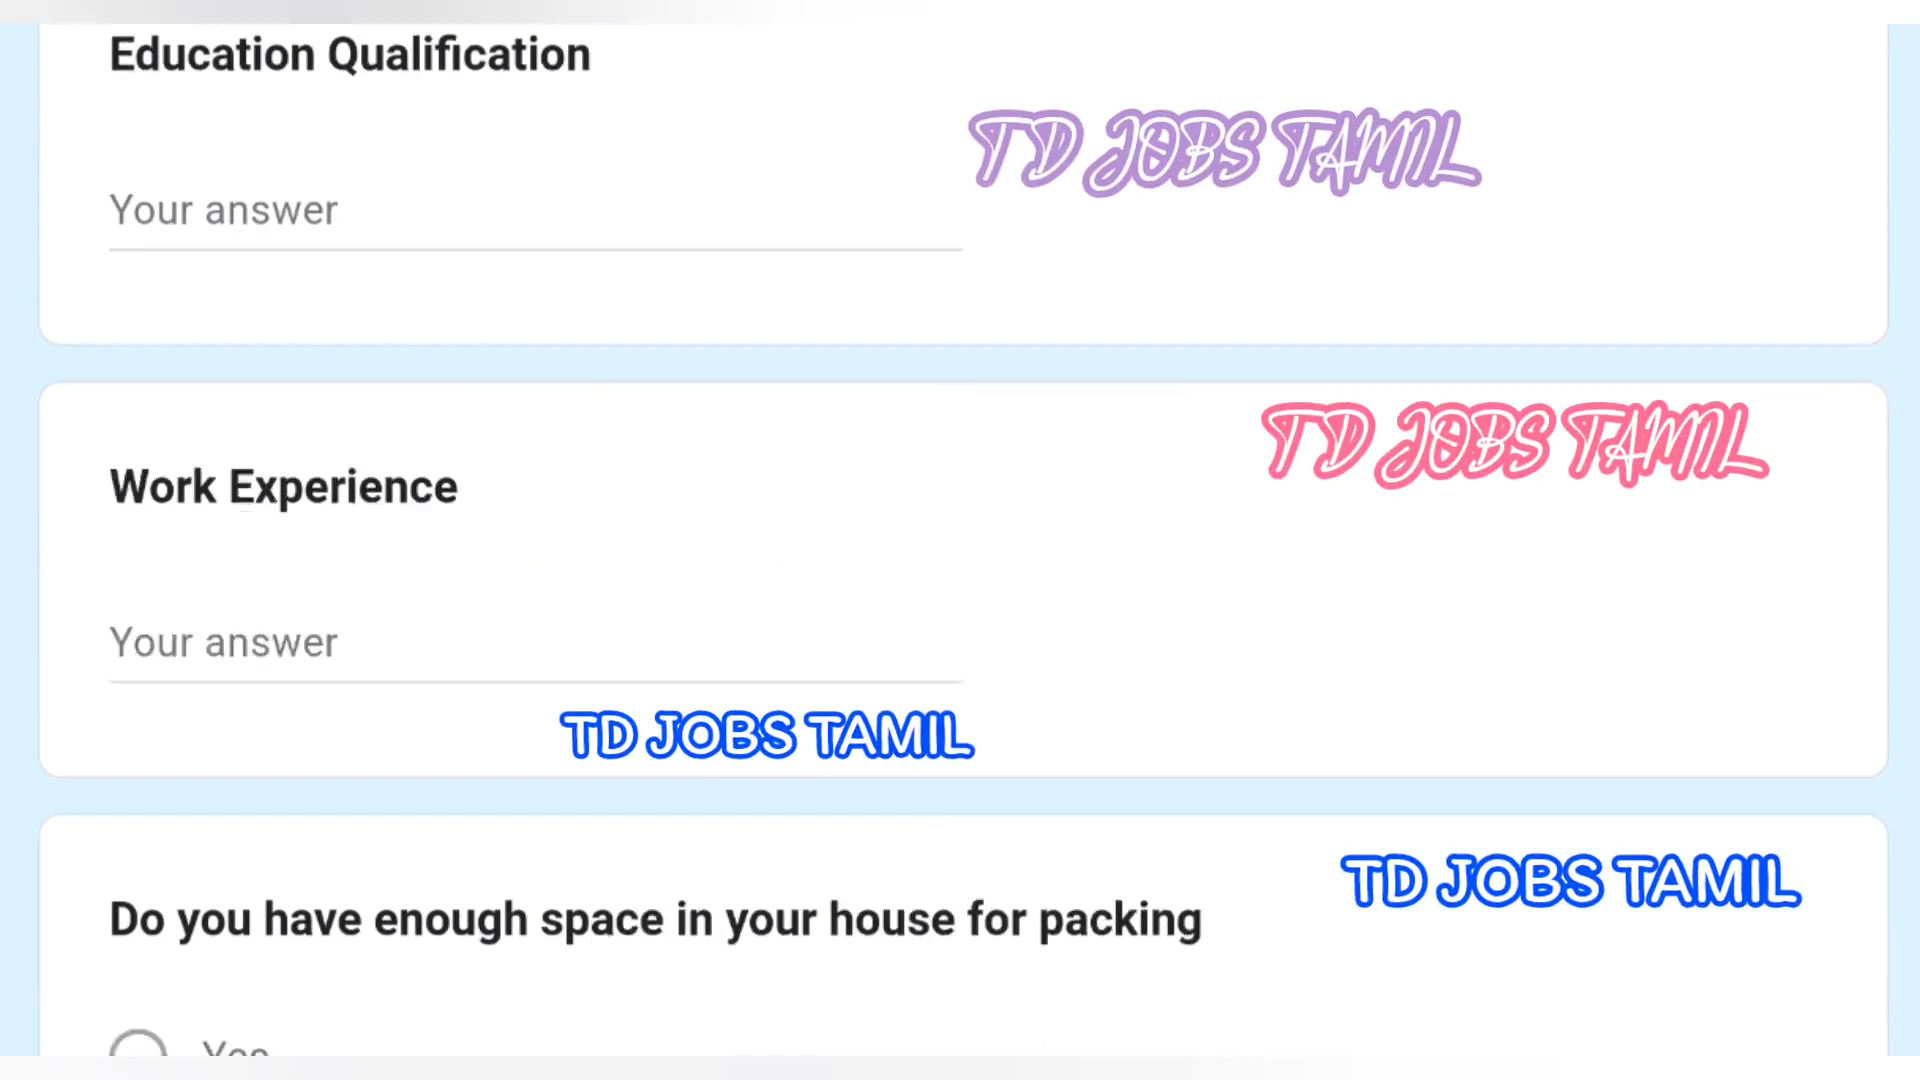 Education Qualification
TD JOBS TAMIL
Your answer
TD JOBS TAMIL
Work Experience
Your answer
TD JOBS TAMIL
TD JOBS TAMIL
Do you have enough space in your house for packing
Yes